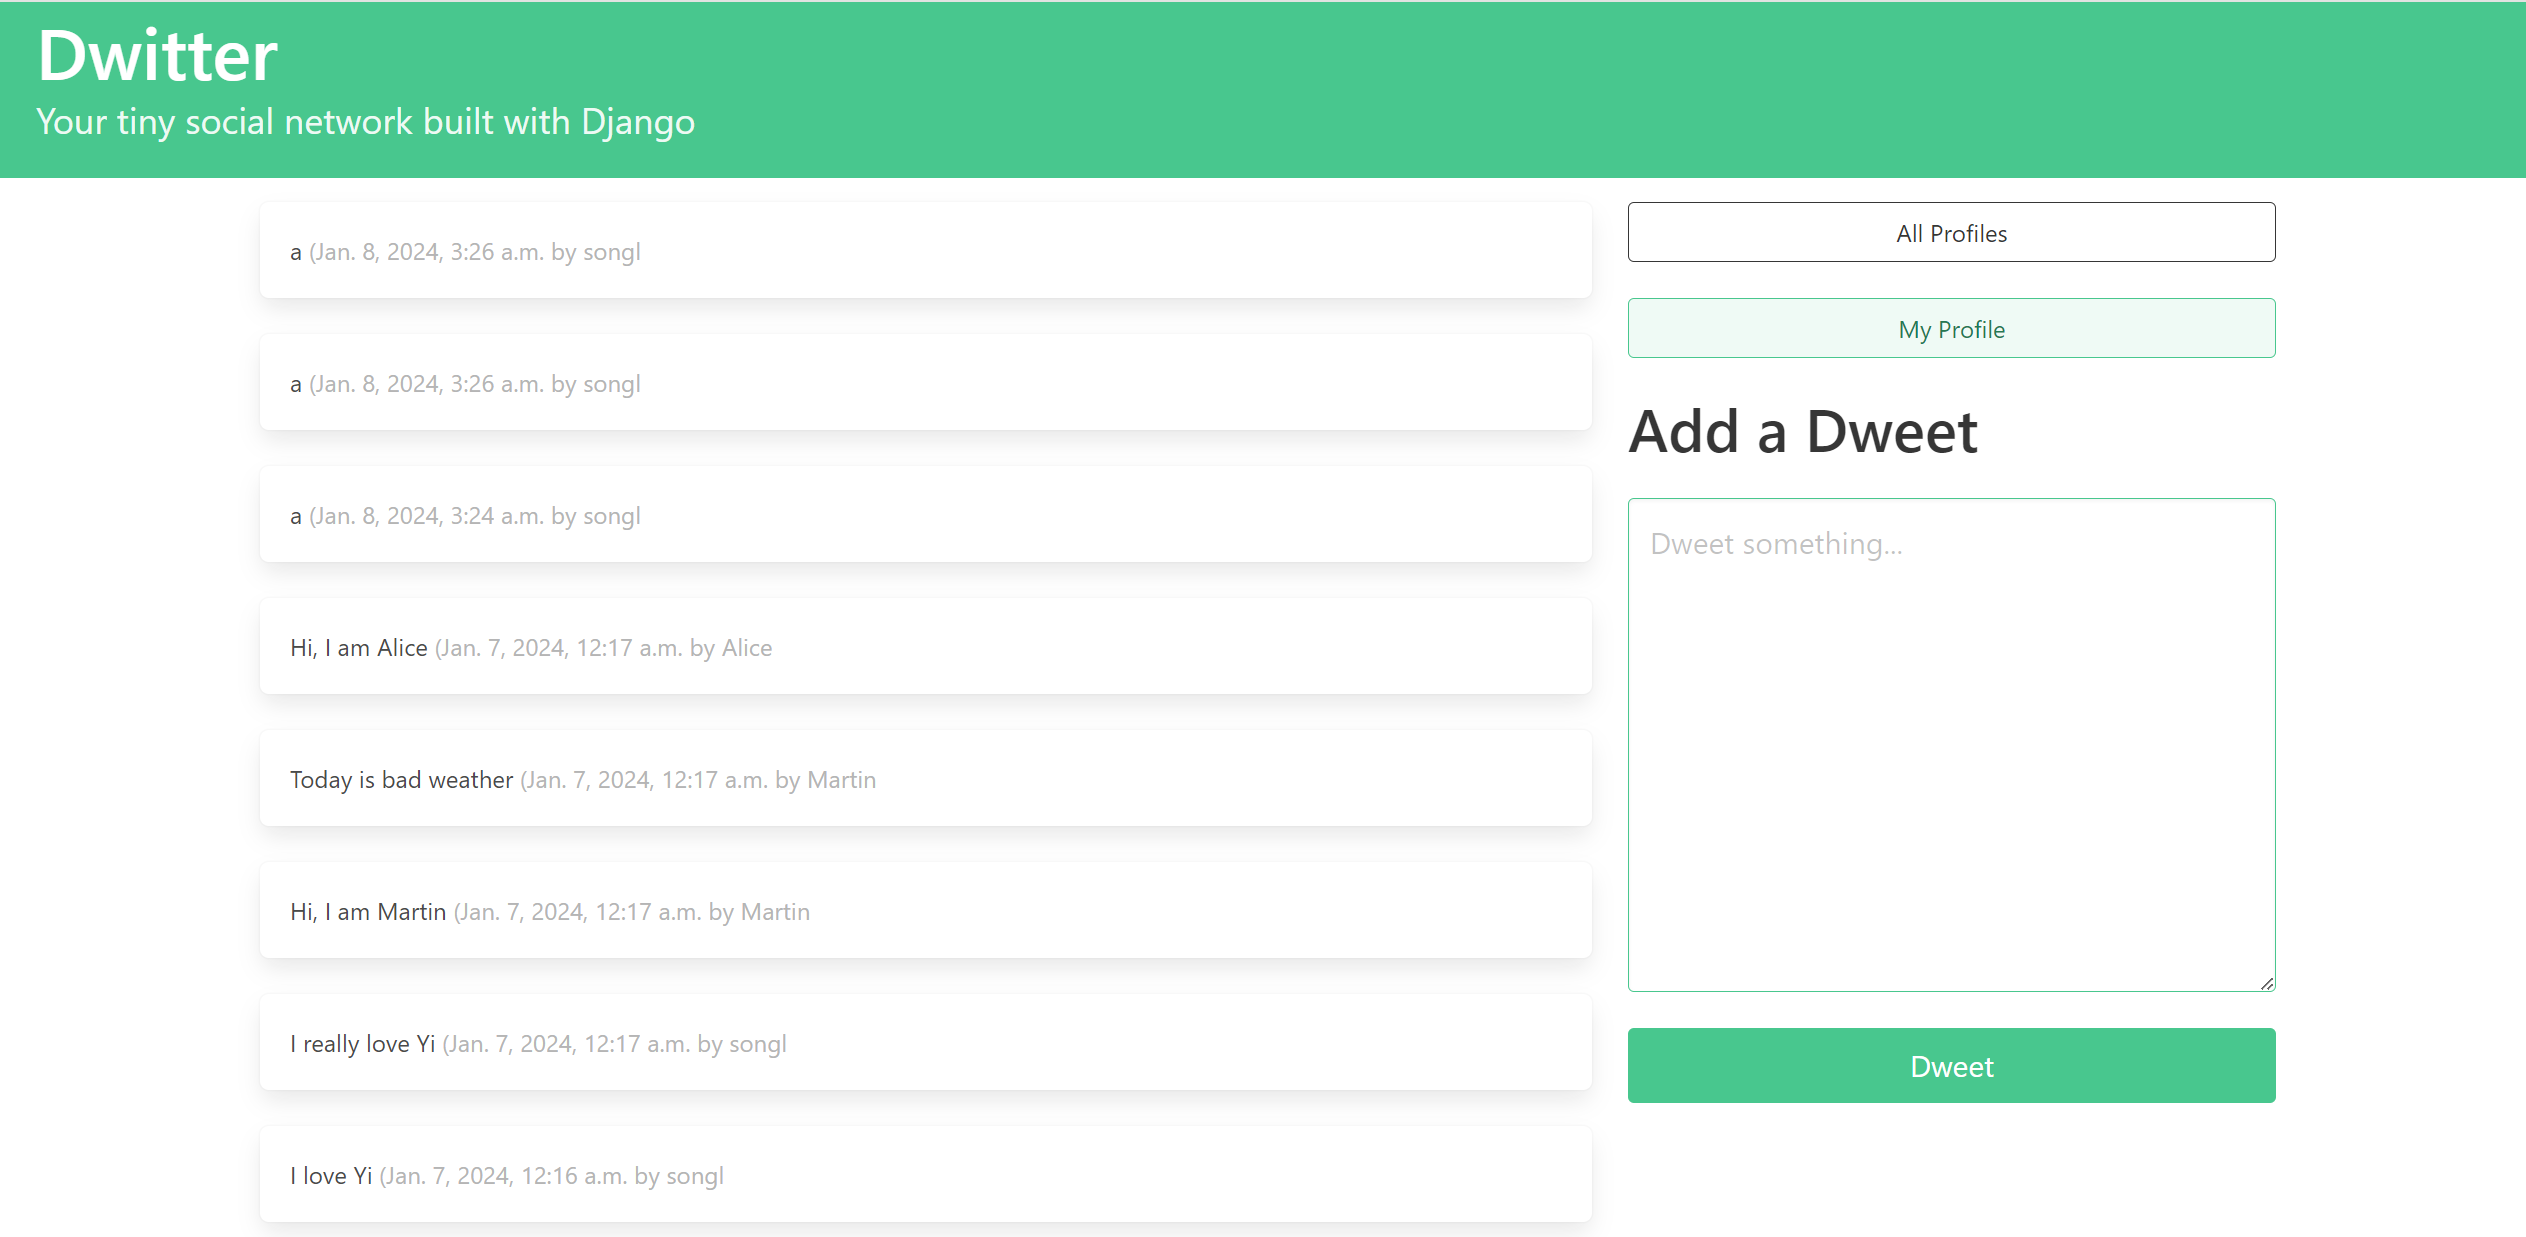 Dwitter
Your tiny social network built with Django
a (Jan. 8, 2024, 3:26 a.m. by songl
a (Jan. 8, 2024, 3:26 a.m. by songl
a (Jan. 8, 2024, 3:24 a.m. by songl
Hi, I am Alice (Jan. 7, 2024, 12:17 a.m. by Alice
Today is bad weather (Jan. 7, 2024, 12:17 a.m. by Martin
Hi, I am Martin (Jan. 7, 2024, 12:17 a.m. by Martin
I really love Yi (Jan. 7, 2024, 12:17 a.m. by songl
I love Yi (Jan. 7, 2024, 12:16 a.m. by songl
All Profiles
My Profile
Add a Dweet
Dweet something...
Dweet